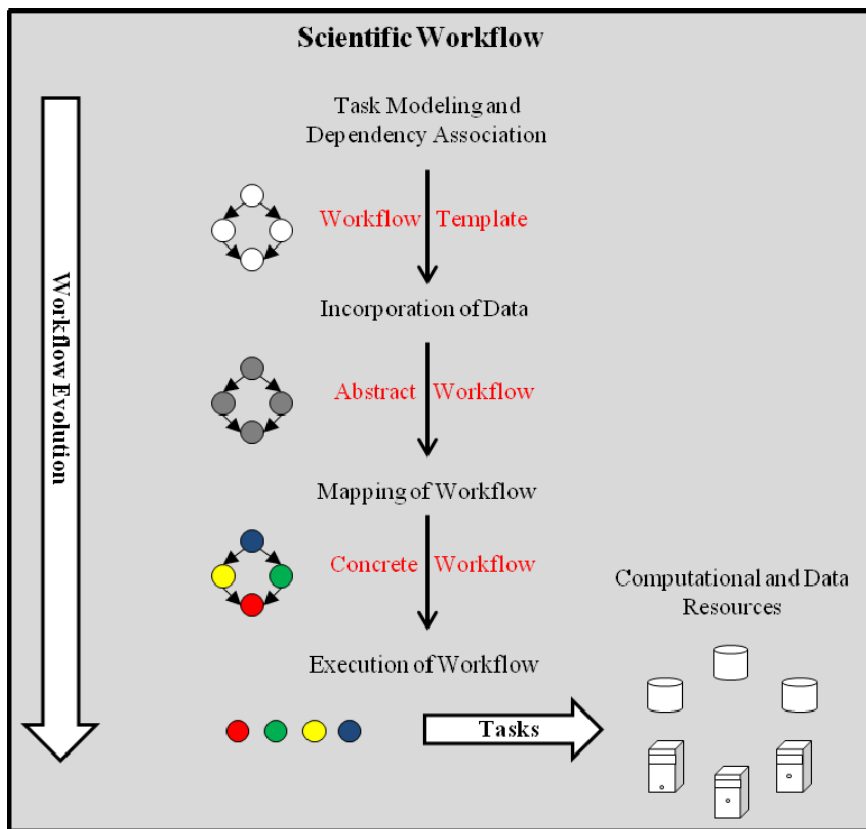 Scientific Workflow
Task Modeling and
Dependency Association
Workflow Template
Incorporation of Data
Abstract Workflow
Mapping of Workflow
Concrete Workflow
Execution of Workflow
Workflow Evolution
Computational and Data
Resources
Tasks